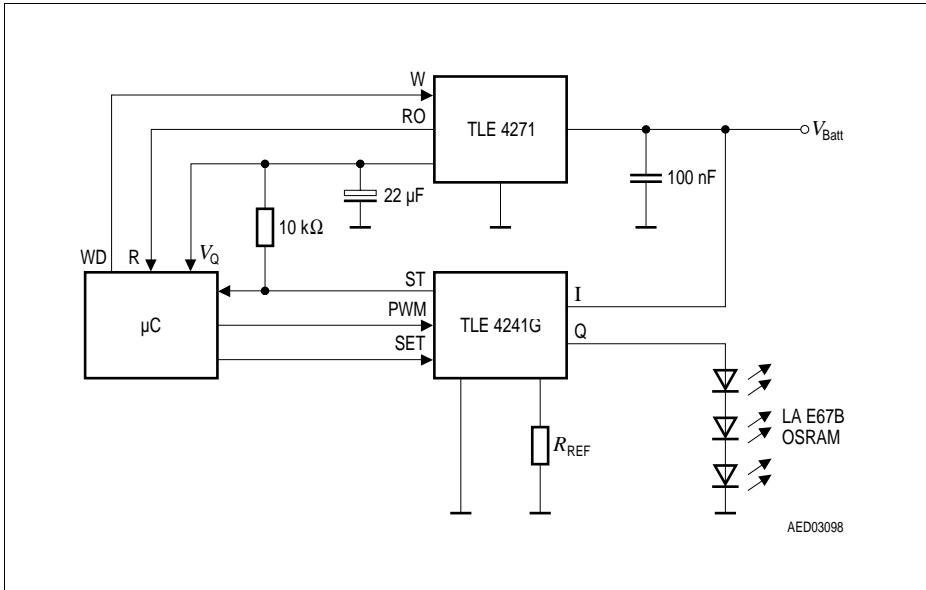 W
RO
TLE 4271
V_Batt
100 nF
22 µF
10 kΩ
WD
R
V_Q
ST
I
µC
PWM
TLE 4241G
SET
Q
R_REF
LA E67B
OSRAM
AED03098